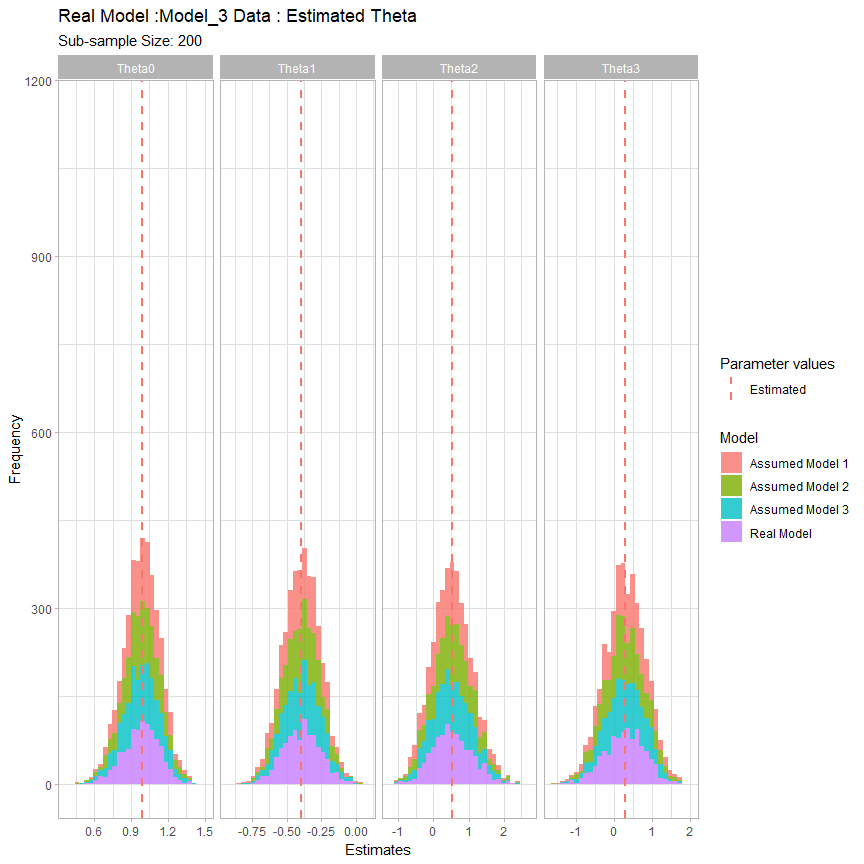 Real Model :Model_3 Data : Estimated Theta
Sub-sample Size: 200
Theta0 Theta1 Theta2 Theta3
1200
900
600
300
0
Frequency
0.6 0.9 1.2 1.5 -0.75 -0.50 -0.25 0.00 -1 0 1 2 -1 0 1 2
Estimates
Parameter values
Estimated
Model
Assumed Model 1
Assumed Model 2
Assumed Model 3
Real Model